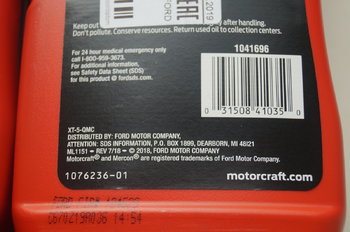 Keep out after handling.
Don't pollute. Conserve resources. Return used oil to collection centers.
2019
FORD
EAC
For 24 hour medical emergency only
call 1-800-959-3673.
For additional information,
see Safety Data Sheet (SDS)
for this product at
fordsds.com.
1041696
0 31508 41035 0
XT-5-QMC
DISTRIBUTED BY: FORD MOTOR COMPANY,
ATTENTION: SDS INFORMATION, P.O. BOX 1899, DEARBORN, MI 48121
ML1151 – REV 7/18 – © 2018, FORD MOTOR COMPANY
Motorcraft® and Mercon® are registered trademarks of Ford Motor Company.
1076236-01
motorcraft.com